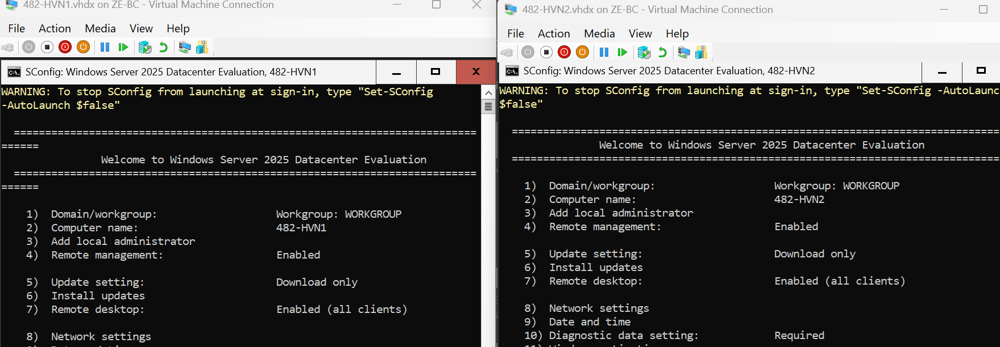 482-HVN1.vhdx on ZE-BC - Virtual Machine Connection
File Action Media View Help
SConfig: Windows Server 2025 Datacenter Evaluation, 482-HVN1
WARNING: To stop SConfig from launching at sign-in, type "Set-SConfig
-AutoLaunch $false"
==========================================================================
======
Welcome to Windows Server 2025 Datacenter Evaluation
==========================================================================
======
1) Domain/workgroup: Workgroup: WORKGROUP
2) Computer name: 482-HVN1
3) Add local administrator
4) Remote management: Enabled
5) Update setting: Download only
6) Install updates
7) Remote desktop: Enabled (all clients)
8) Network settings
482-HVN2.vhdx on ZE-BC - Virtual Machine Connection
File Action Media View Help
SConfig: Windows Server 2025 Datacenter Evaluation, 482-HVN2
WARNING: To stop SConfig from launching at sign-in, type "Set-SConfig -AutoLaunc
$false"
==============================================================================
Welcome to Windows Server 2025 Datacenter Evaluation
==============================================================================
1) Domain/workgroup: Workgroup: WORKGROUP
2) Computer name: 482-HVN2
3) Add local administrator
4) Remote management: Enabled
5) Update setting: Download only
6) Install updates
7) Remote desktop: Enabled (all clients)
8) Network settings
9) Date and time
10) Diagnostic data setting: Required